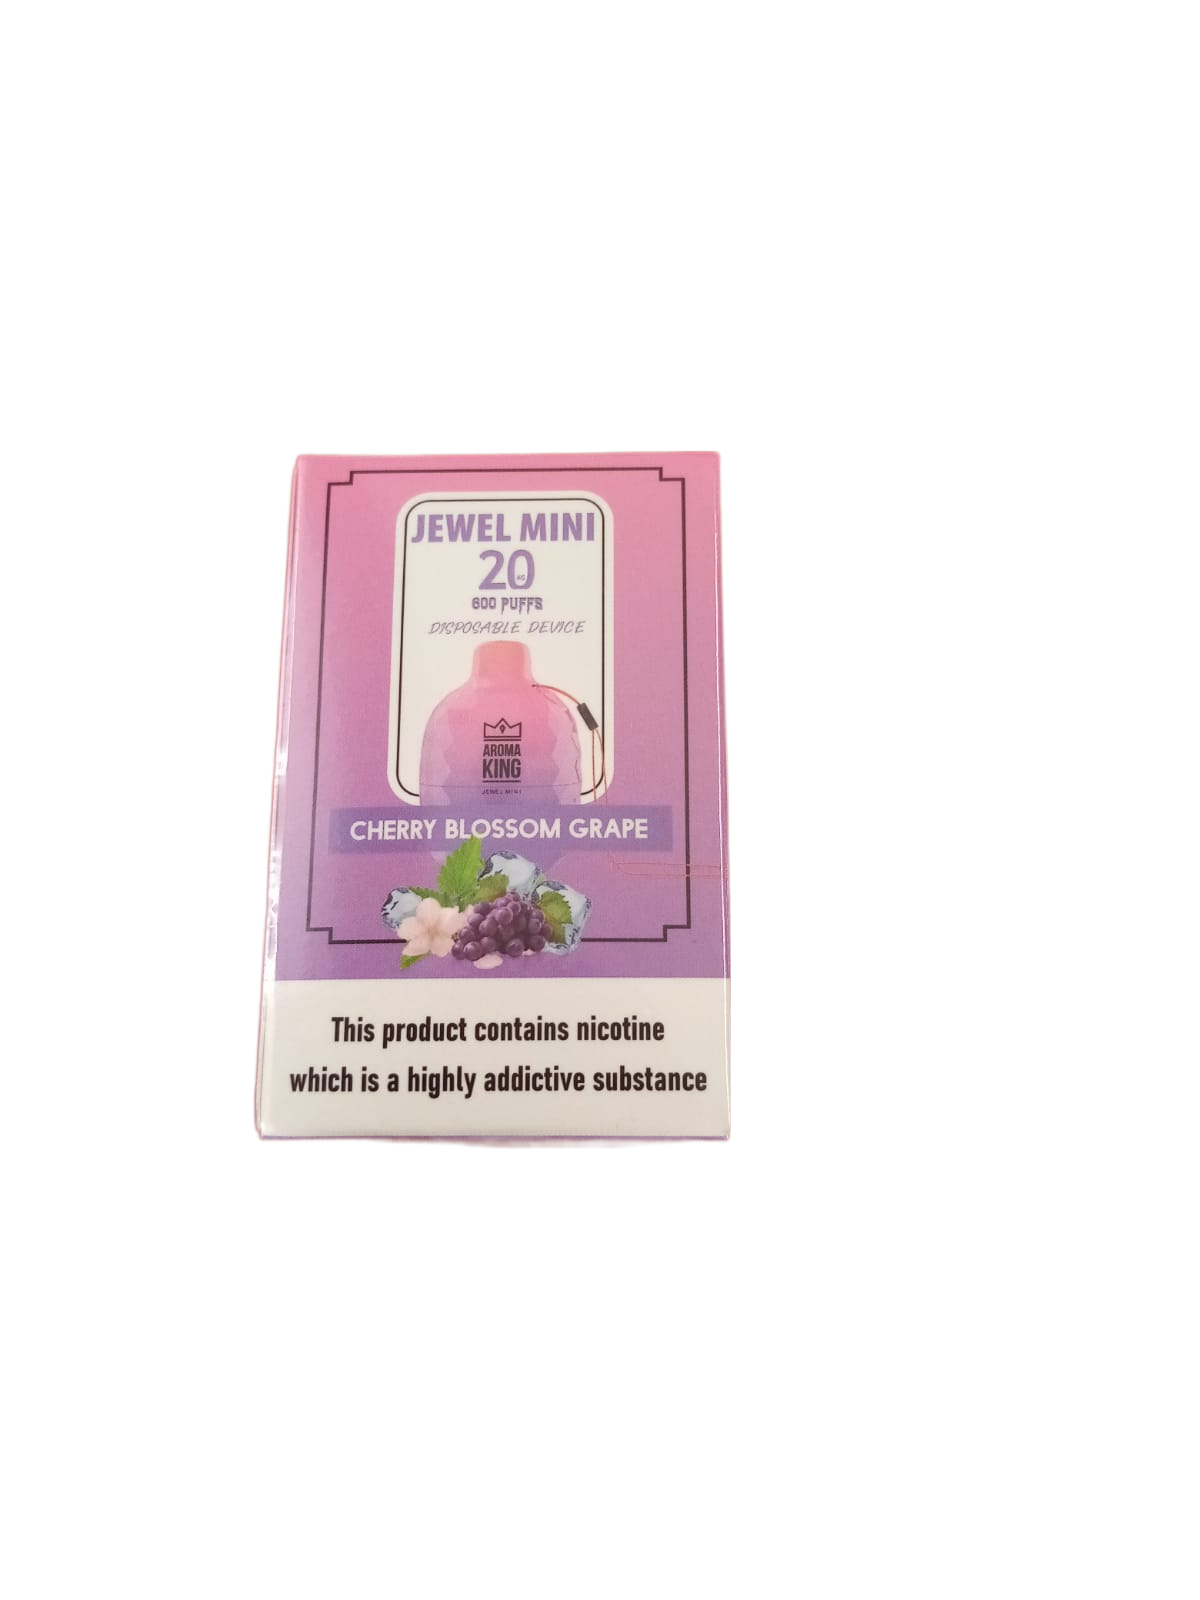 JEWEL MINI
20MG
600 PUFFS
DISPOSABLE DEVICE
AROMA
KING
JEWEL MINI
CHERRY BLOSSOM GRAPE
This product contains nicotine
which is a highly addictive substance